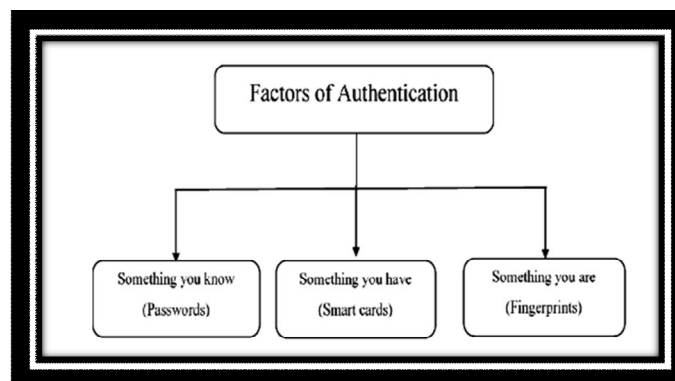 Factors of Authentication
Something you know
(Passwords)
Something you have
(Smart cards)
Something you are
(Fingerprints)